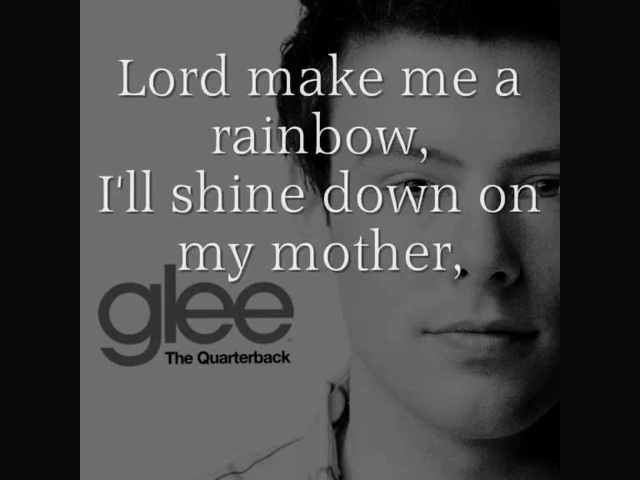 Lord make me a
rainbow,
I'll shine down on
my mother,
glee
The Quarterback